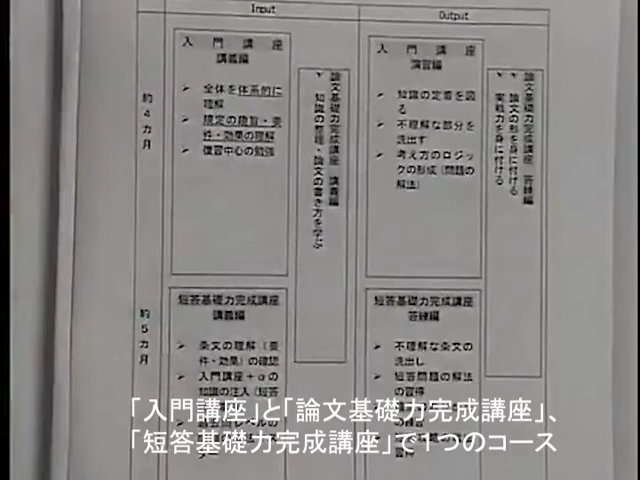 Input
Output
約4カ月
入門講座
講義編
➤ 全体を体系的に
理解
➤ 規定の趣旨・要
件・効果の理解
➤ 復習中心の勉強
論文基礎力完成講座 講義編
➤ 知識の整理・論文の書き方を学ぶ
入門講座
演習編
➤ 知識の定着を図
る
➤ 不理解な部分を
洗出す
➤ 考え方のロジッ
クの形成（問題の
解法）
論文基礎力完成講座 答練編
➤ 論文の形を身に付ける
➤ 実戦力を身に付ける
約5カ月
短答基礎力完成講座
講義編
➤ 条文の理解（要
件・効果）の確認
➤ 入門講座＋αの
知識の注入（短答
短答基礎力完成講座
答練編
➤ 不理解な条文の
洗出し
➤ 短答問題の解法
の習得
「入門講座」と「論文基礎力完成講座」、
「短答基礎力完成講座」で1つのコース